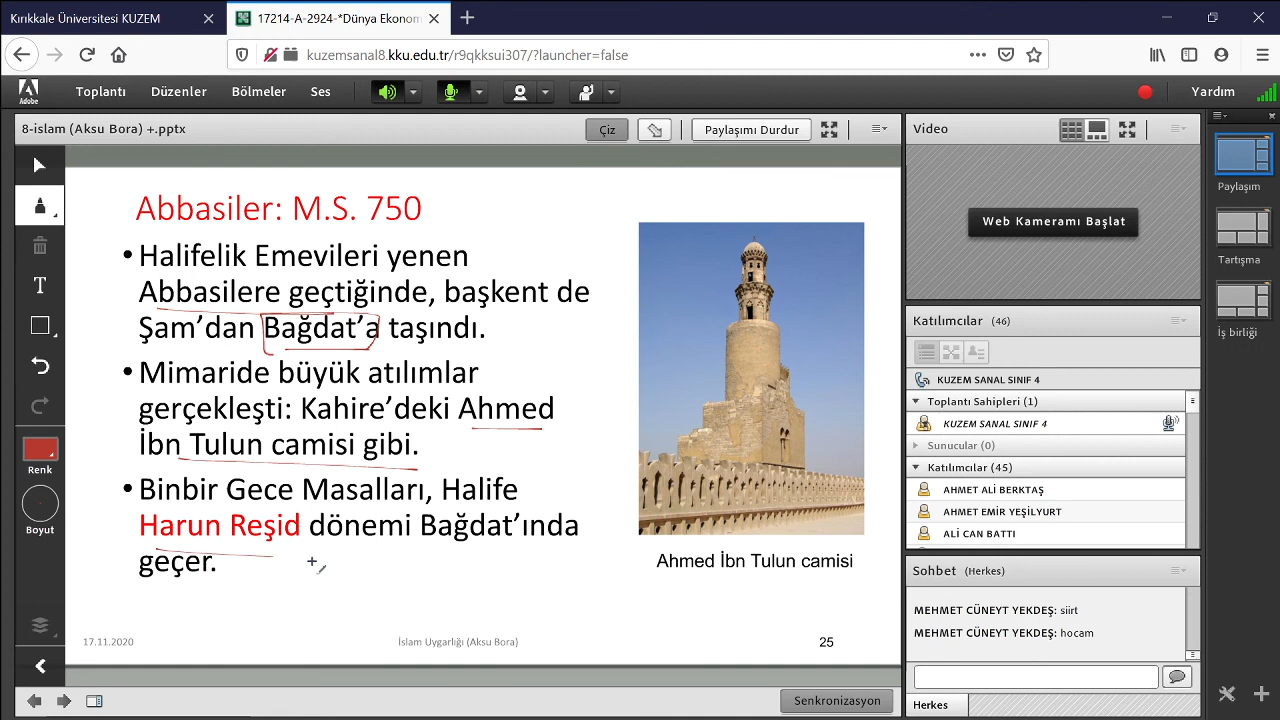 Kırıkkale Üniversitesi KUZEM
17214-A-2924-*Dünya Ekonom
kuzemsanal8.kku.edu.tr/r9qkksui307/?launcher=false
Adobe
Toplantı Düzenler Bölmeler Ses
Yardım
8-islam (Aksu Bora) +.pptx
Çiz
Paylaşımı Durdur
Abbasiler: M.S. 750
• Halifelik Emevileri yenen
Abbasilere geçtiğinde, başkent de
Şam’dan Bağdat’a taşındı.
• Mimaride büyük atılımlar
gerçekleşti: Kahire’deki Ahmed
İbn Tulun camisi gibi.
• Binbir Gece Masalları, Halife
Harun Reşid dönemi Bağdat’ında
geçer.
Ahmed İbn Tulun camisi
17.11.2020
İslam Uygarlığı (Aksu Bora)
25
T
Renk
Boyut
Senkronizasyon
Video
Web Kameramı Başlat
Katılımcılar (46)
KUZEM SANAL SINIF 4
Toplantı Sahipleri (1)
KUZEM SANAL SINIF 4
Sunucular (0)
Katılımcılar (45)
AHMET ALİ BERKTAŞ
AHMET EMİR YEŞİLYURT
ALİ CAN BATTI
Sohbet (Herkes)
MEHMET CÜNEYT YEKDEŞ: siirt
MEHMET CÜNEYT YEKDEŞ: hocam
Herkes
Paylaşım
Tartışma
İş birliği